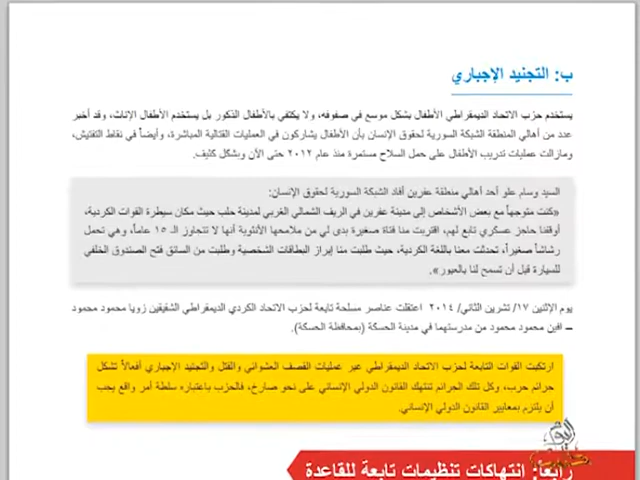 ب: التجنيد الإجباري
يستخدم حزب الاتحاد الديمقراطي الأطفال بشكل موسع في صفوفه، ولا يكتفي بالأطفال الذكور بل يستخدم الأطفال الإناث، وقد أخبر
عدد من أهالي المنطقة الشبكة السورية لحقوق الإنسان بأن الأطفال يشاركون في العمليات القتالية المباشرة، وأيضاً في نقاط التفتيش،
ومازالت عمليات تدريب الأطفال على حمل السلاح مستمرة منذ عام ٢٠١٢ حتى الآن وبشكل كثيف.
السيد وسام علو أحد أهالي منطقة عفرين أفاد الشبكة السورية لحقوق الإنسان:
«كنت متوجهاً مع بعض الأشخاص إلى مدينة عفرين في الريف الشمالي الغربي لمدينة حلب حيث مكان سيطرة القوات الكردية،
أوقفنا حاجز عسكري تابع لهم، اقتربت منا فتاة صغيرة بدى لي من ملامحها الأنثوية أنها لا تتجاوز الـ ١٥ عاماً، وهي تحمل
رشاشاً صغيراً، تحدثت معنا باللغة الكردية، حيث طلبت منّا إبراز البطاقات الشخصية وطلبت من السائق فتح الصندوق الخلفي
للسيارة قبل أن تسمح لنا بالعبور».
يوم الإثنين ١٧/ تشرين الثاني/ ٢٠١٤ اعتقلت عناصر مسلحة تابعة لحزب الاتحاد الكردي الديمقراطي الشقيقين زويا محمود محمود
– افين محمود محمود من مدرستهما في مدينة الحسكة (بمحافظة الحسكة).
ارتكبت القوات التابعة لحزب الاتحاد الديمقراطي عبر عمليات القصف العشوائي والقتل والتجنيد الإجباري أفعالاً تشكل
جرائم حرب، وكل تلك الجرائم تنتهك القانون الدولي الإنساني على نحو صارخ، فالحزب باعتباره سلطة أمر واقع يجب
أن يلتزم بمعايير القانون الدولي الإنساني.
رابعاً: انتهاكات تنظيمات تابعة للقاعدة